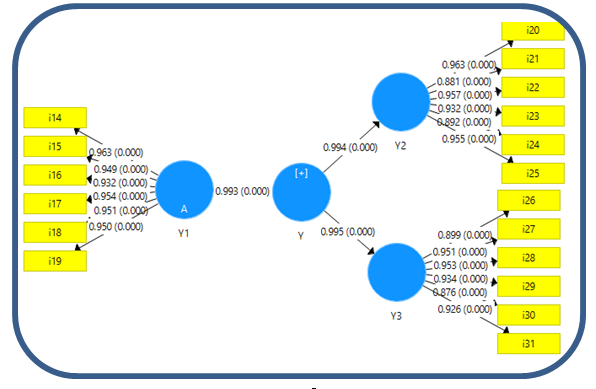 i14
i15
i16
i17
i18
i19
0.963 (0.000)
0.949 (0.000)
0.932 (0.000)
0.954 (0.000)
0.951 (0.000)
0.950 (0.000)
A
Y1
0.993 (0.000)
[+]
Y
0.994 (0.000)
0.995 (0.000)
Y2
0.963 (0.000)
0.881 (0.000)
0.957 (0.000)
0.932 (0.000)
0.892 (0.000)
0.955 (0.000)
i20
i21
i22
i23
i24
i25
Y3
0.899 (0.000)
0.951 (0.000)
0.953 (0.000)
0.934 (0.000)
0.876 (0.000)
0.926 (0.000)
i26
i27
i28
i29
i30
i31